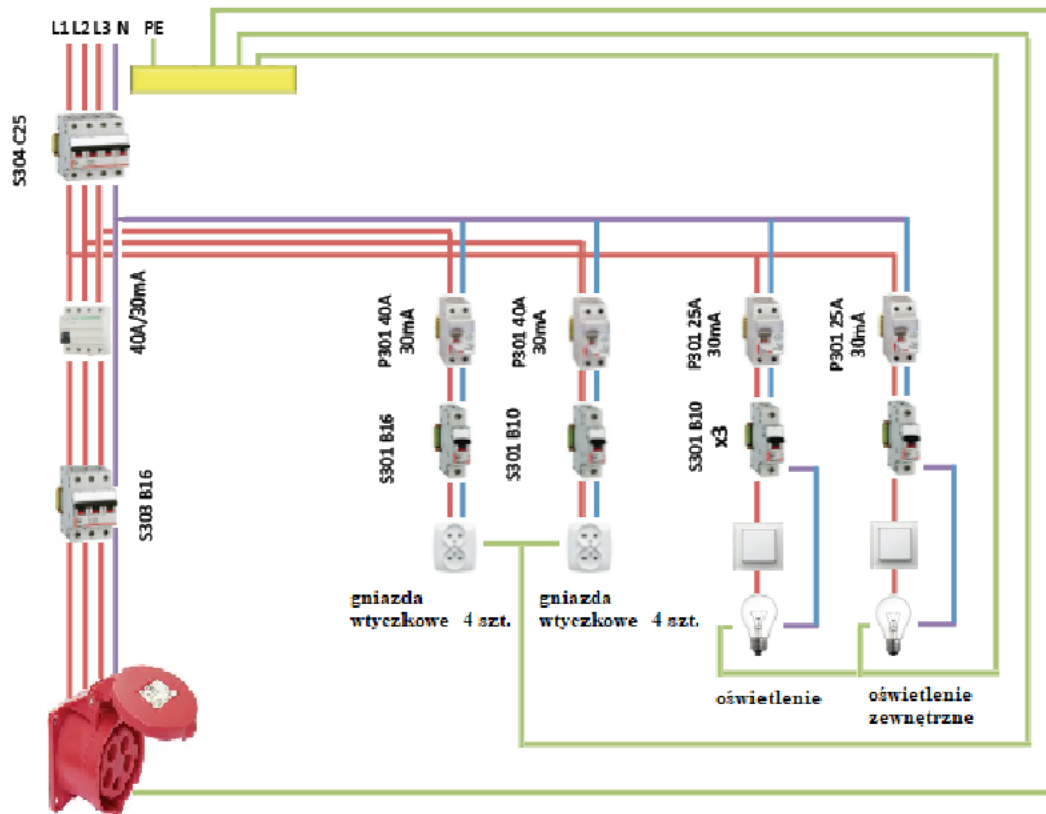 L1 L2 L3 N PE
S304 C25
40A/30mA
S303 B16
P301 40A
30mA
P301 40A
30mA
P301 25A
30mA
P301 25A
30mA
S301 B16
S301 B10
S301 B10
x3
gniazda
wtyczkowe 4 szt.
gniazda
wtyczkowe 4 szt.
oświetlenie
oświetlenie
zewnętrzne